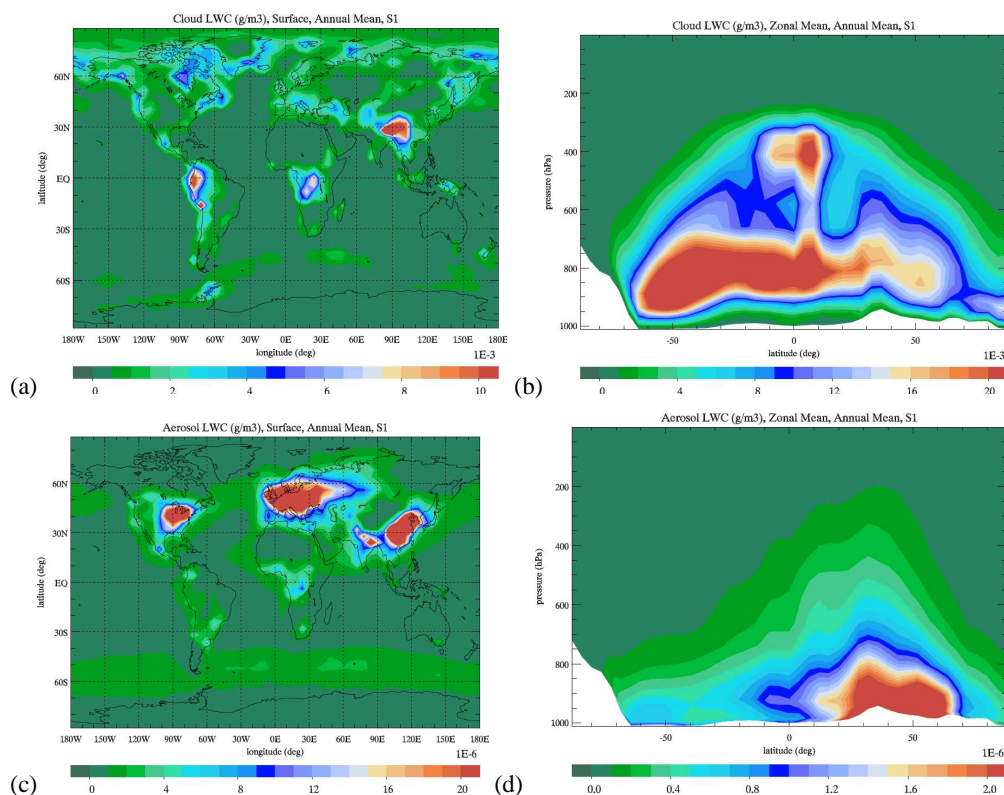 Cloud LWC (g/m3), Surface, Annual Mean, S1
latitude (deg)
60N
30N
EQ
30S
60S
180W 150W 120W 90W 60W 30W 0E 30E 60E 90E 120E 150E 180E
longitude (deg)
1E-3
0 2 4 6 8 10
(a)
Cloud LWC (g/m3), Zonal Mean, Annual Mean, S1
pressure (hPa)
200
400
600
800
1000
-50 0 50
latitude (deg)
1E-3
0 4 8 12 16 20
(b)
Aerosol LWC (g/m3), Surface, Annual Mean, S1
latitude (deg)
60N
30N
EQ
30S
60S
180W 150W 120W 90W 60W 30W 0E 30E 60E 90E 120E 150E 180E
longitude (deg)
1E-6
0 4 8 12 16 20
(c)
Aerosol LWC (g/m3), Zonal Mean, Annual Mean, S1
pressure (hPa)
200
400
600
800
1000
-50 0 50
latitude (deg)
1E-6
0.0 0.4 0.8 1.2 1.6 2.0
(d)